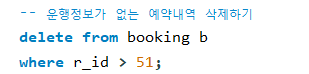 -- 운행정보가 없는 예약내역 삭제하기
delete from booking b
where r_id > 51;